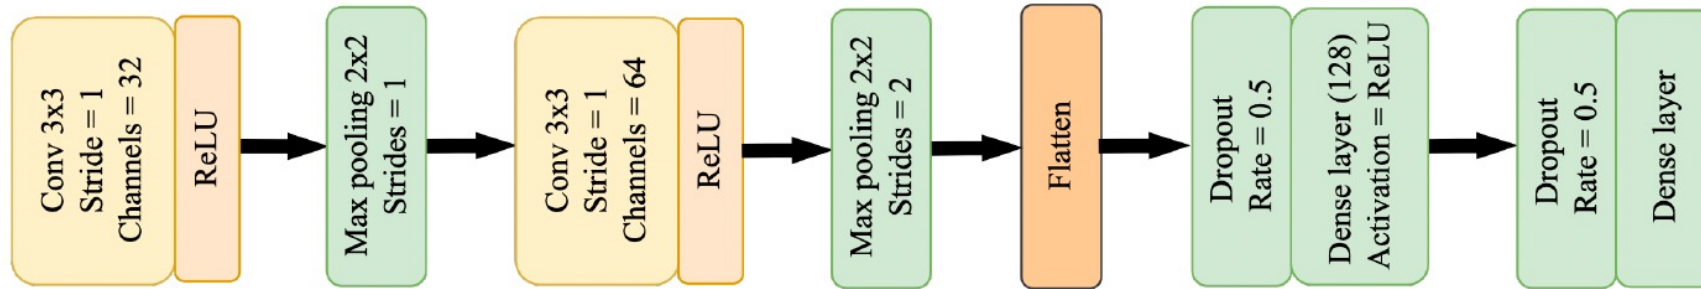 Conv 3x3
Stride = 1
Channels = 32
ReLU
Max pooling 2x2
Strides = 1
Conv 3x3
Stride = 1
Channels = 64
ReLU
Max pooling 2x2
Strides = 2
Flatten
Dropout
Rate = 0.5
Dense layer (128)
Activation = ReLU
Dropout
Rate = 0.5
Dense layer